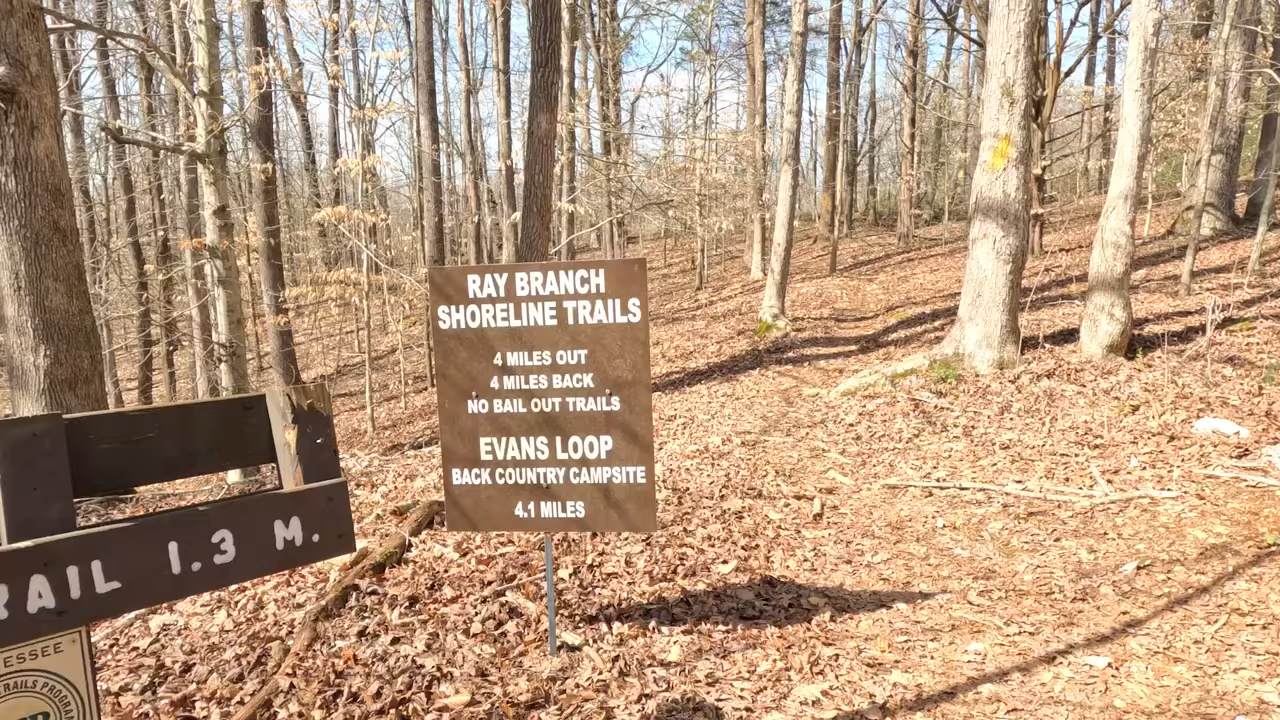 RAY BRANCH
SHORELINE TRAILS
4 MILES OUT
4 MILES BACK
NO BAIL OUT TRAILS
EVANS LOOP
BACK COUNTRY CAMPSITE
4.1 MILES
RAIL 1.3 M.
ESSEE
RAILS PROGRA